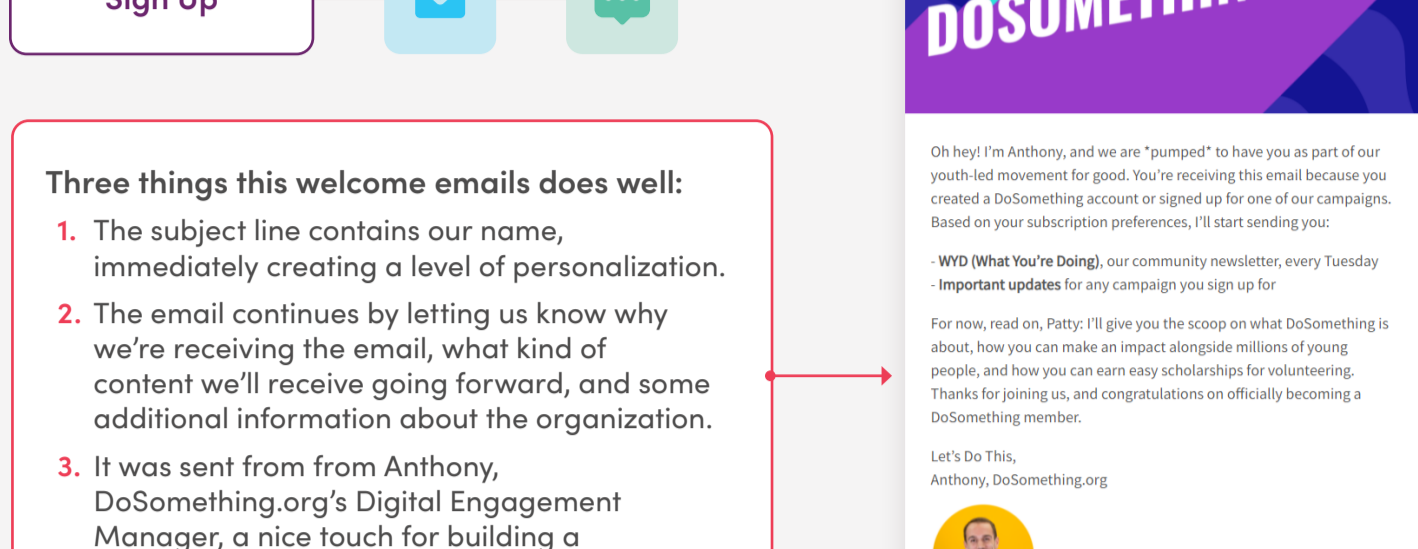 Sign Up
Three things this welcome emails does well:
1. The subject line contains our name,
immediately creating a level of personalization.
2. The email continues by letting us know why
we’re receiving the email, what kind of
content we’ll receive going forward, and some
additional information about the organization.
3. It was sent from from Anthony,
DoSomething.org’s Digital Engagement
Manager, a nice touch for building a
Oh hey! I’m Anthony, and we are *pumped* to have you as part of our
youth-led movement for good. You’re receiving this email because you
created a DoSomething account or signed up for one of our campaigns.
Based on your subscription preferences, I’ll start sending you:
- WYD (What You’re Doing), our community newsletter, every Tuesday
- Important updates for any campaign you sign up for
For now, read on, Patty: I’ll give you the scoop on what DoSomething is
about, how you can make an impact alongside millions of young
people, and how you can earn easy scholarships for volunteering.
Thanks for joining us, and congratulations on officially becoming a
DoSomething member.
Let’s Do This,
Anthony, DoSomething.org